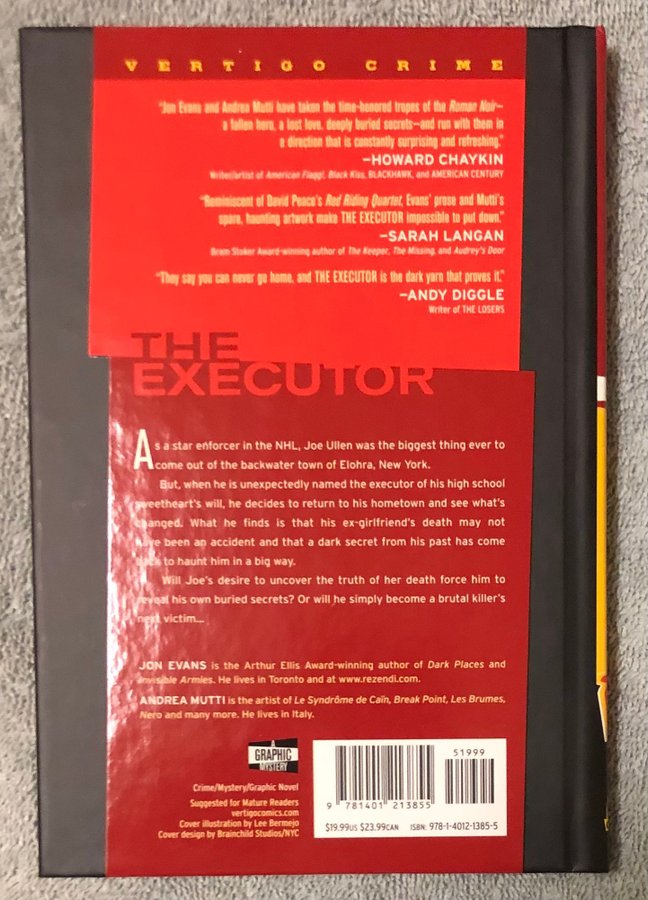 VERTIGO CRIME
"Jon Evans and Andrea Mutti have taken the time-honored tropes of the Roman Noir—
a fallen hero, a lost love, deeply buried secrets—and run with them in
a direction that is constantly surprising and refreshing."
—HOWARD CHAYKIN
Writer/artist of American Flagg!, Black Kiss, BLACKHAWK, and AMERICAN CENTURY
"Reminiscent of David Peace's Red Riding Quartet, Evans' prose and Mutti's
spare, haunting artwork make THE EXECUTOR impossible to put down."
—SARAH LANGAN
Bram Stoker Award-winning author of The Keeper, The Missing, and Audrey's Door
"They say you can never go home, and THE EXECUTOR is the dark yarn that proves it."
—ANDY DIGGLE
Writer of THE LOSERS
THE
EXECUTOR
As a star enforcer in the NHL, Joe Ullen was the biggest thing ever to
come out of the backwater town of Elohra, New York.
But, when he is unexpectedly named the executor of his high school
sweetheart's will, he decides to return to his hometown and see what's
changed. What he finds is that his ex-girlfriend's death may not
have been an accident and that a dark secret from his past has come
back to haunt him in a big way.
Will Joe's desire to uncover the truth of her death force him to
reveal his own buried secrets? Or will he simply become a brutal killer's
next victim...
JON EVANS is the Arthur Ellis Award-winning author of Dark Places and
Invisible Armies. He lives in Toronto and at www.rezendi.com.
ANDREA MUTTI is the artist of Le Syndrôme de Caïn, Break Point, Les Brumes,
Nero and many more. He lives in Italy.
A
GRAPHIC
MYSTERY
Crime/Mystery/Graphic Novel
Suggested for Mature Readers
vertigocomics.com
Cover illustration by Lee Bermejo
Cover design by Brainchild Studios/NYC
51999
9 781401 213855
$19.99US $23.99CAN ISBN: 978-1-4012-1385-5